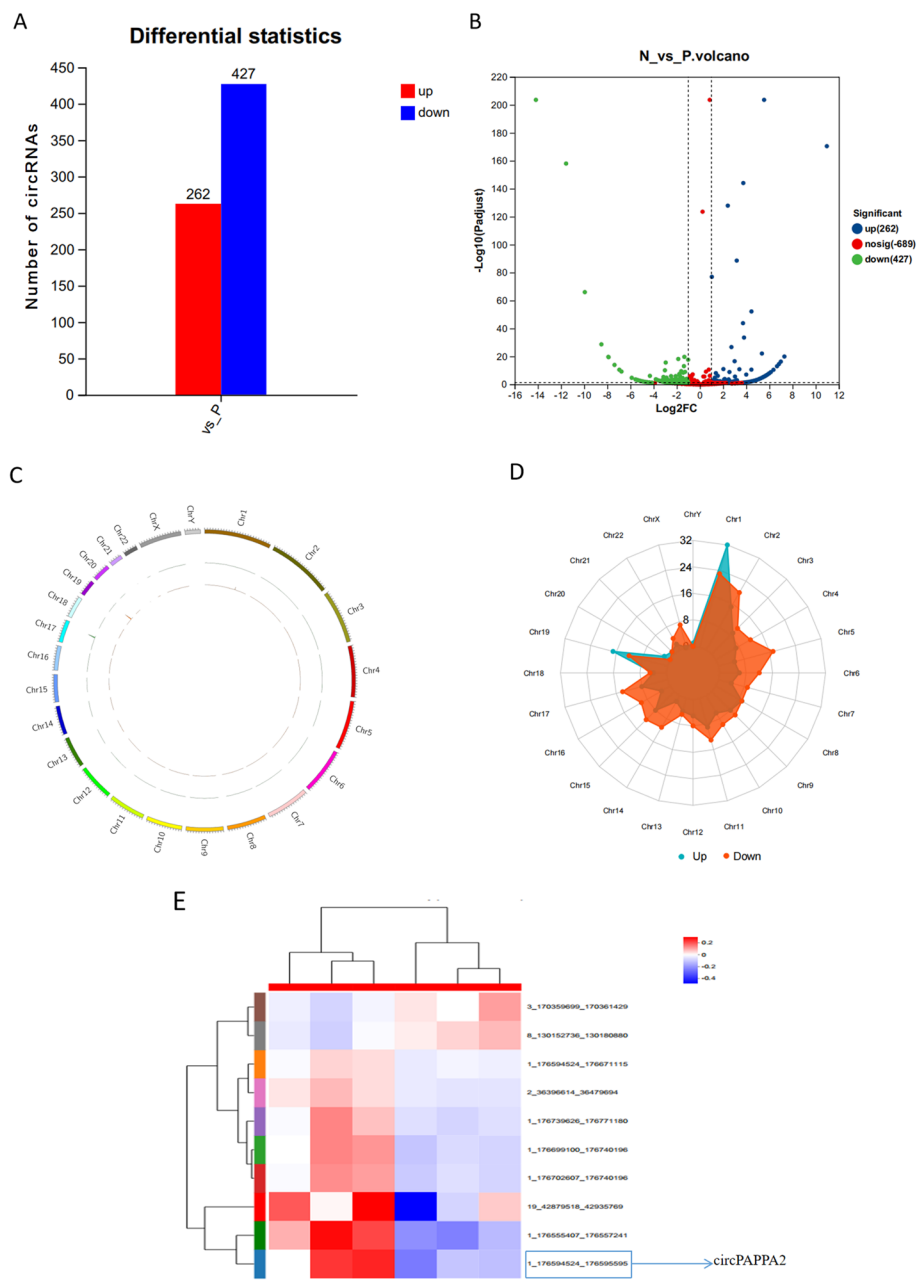 A
Differential statistics
Number of circRNAs
450
400
350
300
250
200
150
100
50
0
262
427
vs_P
up
down
B
N_vs_P.volcano
-Log10(Padjust)
220
200
180
160
140
120
100
80
60
40
20
0
-16 -14 -12 -10 -8 -6 -4 -2 0 2 4 6 8 10 12
Log2FC
Significant
up(262)
nosig(-689)
down(427)
C
Chr1
Chr2
Chr3
Chr4
Chr5
Chr6
Chr7
Chr8
Chr9
Chr10
Chr11
Chr12
Chr13
Chr14
Chr15
Chr16
Chr17
Chr18
Chr19
Chr20
Chr21
Chr22
ChrX
ChrY
D
ChrY
Chr1
Chr2
Chr3
Chr4
Chr5
Chr6
Chr7
Chr8
Chr9
Chr10
Chr11
Chr12
Chr13
Chr14
Chr15
Chr16
Chr17
Chr18
Chr19
Chr20
Chr21
Chr22
ChrX
32
24
16
8
Up Down
E
0.2
0
-0.2
-0.4
3_170359699_170361429
8_130152736_130180880
1_176594524_176671115
2_36396614_36479694
1_176739626_176771180
1_176699100_176740196
1_176702607_176740196
19_42879518_42935769
1_176555407_176557241
1_176594524_176595595 circPAPPA2